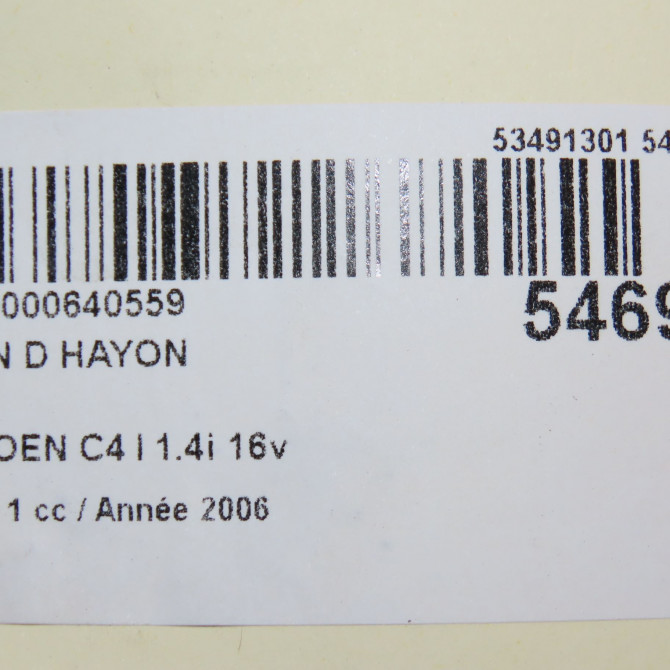 53491301 54
000640559
5469
N D HAYON
OEN C4 I 1.4i 16v
1 cc / Année 2006